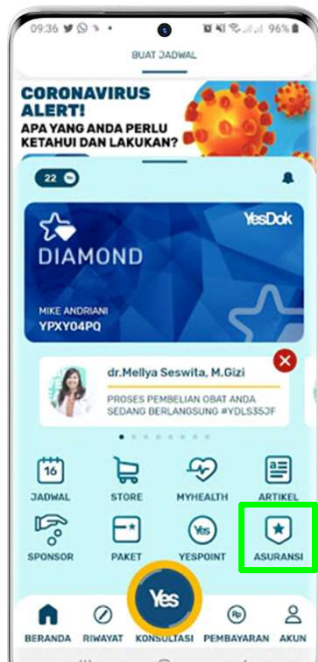 09:36 96%
BUAT JADWAL
CORONAVIRUS
ALERT!
APA YANG ANDA PERLU
KETAHUI DAN LAKUKAN?
22
YesDok
DIAMOND
MIKE ANDRIANI
YPXY04PQ
dr.Mellya Seswita, M.Gizi
PROSES PEMBELIAN OBAT ANDA
SEDANG BERLANGSUNG #YDLS35JF
16
JADWAL STORE MYHEALTH ARTIKEL
Yes
SPONSOR PAKET YESPOINT ASURANSI
Yes
Rp
BERANDA RIWAYAT KONSULTASI PEMBAYARAN AKUN